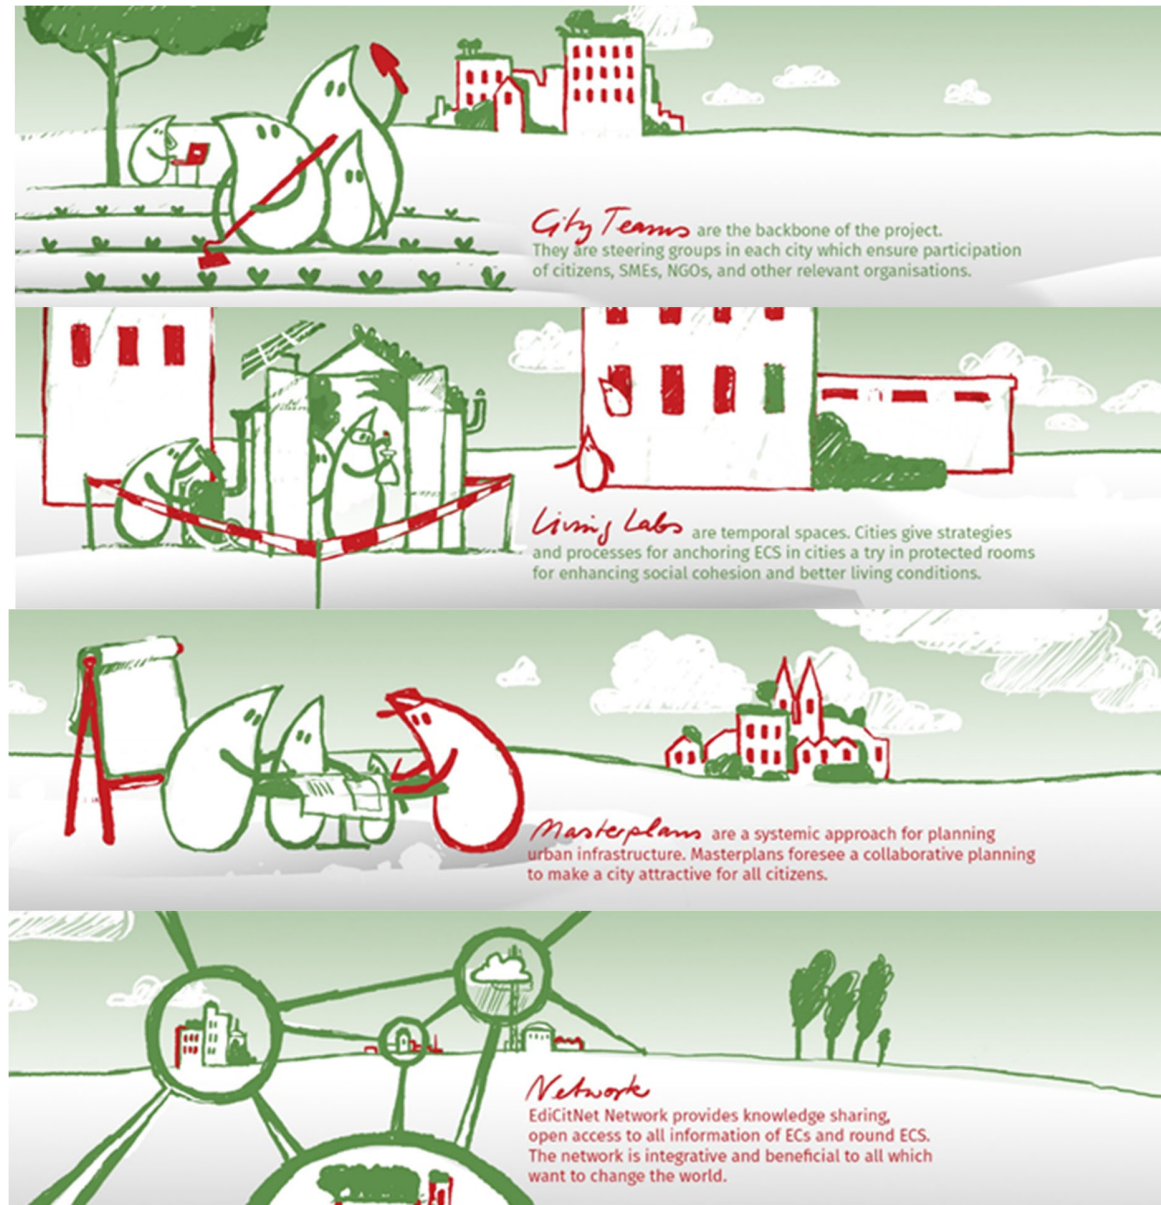 City Teams are the backbone of the project.
They are steering groups in each city which ensure participation
of citizens, SMEs, NGOs, and other relevant organisations.
Living Labs are temporal spaces. Cities give strategies
and processes for anchoring ECS in cities a try in protected rooms
for enhancing social cohesion and better living conditions.
Masterplans are a systemic approach for planning
urban infrastructure. Masterplans foresee a collaborative planning
to make a city attractive for all citizens.
Network
EdiCitNet Network provides knowledge sharing,
open access to all information of ECs and round ECS.
The network is integrative and beneficial to all which
want to change the world.